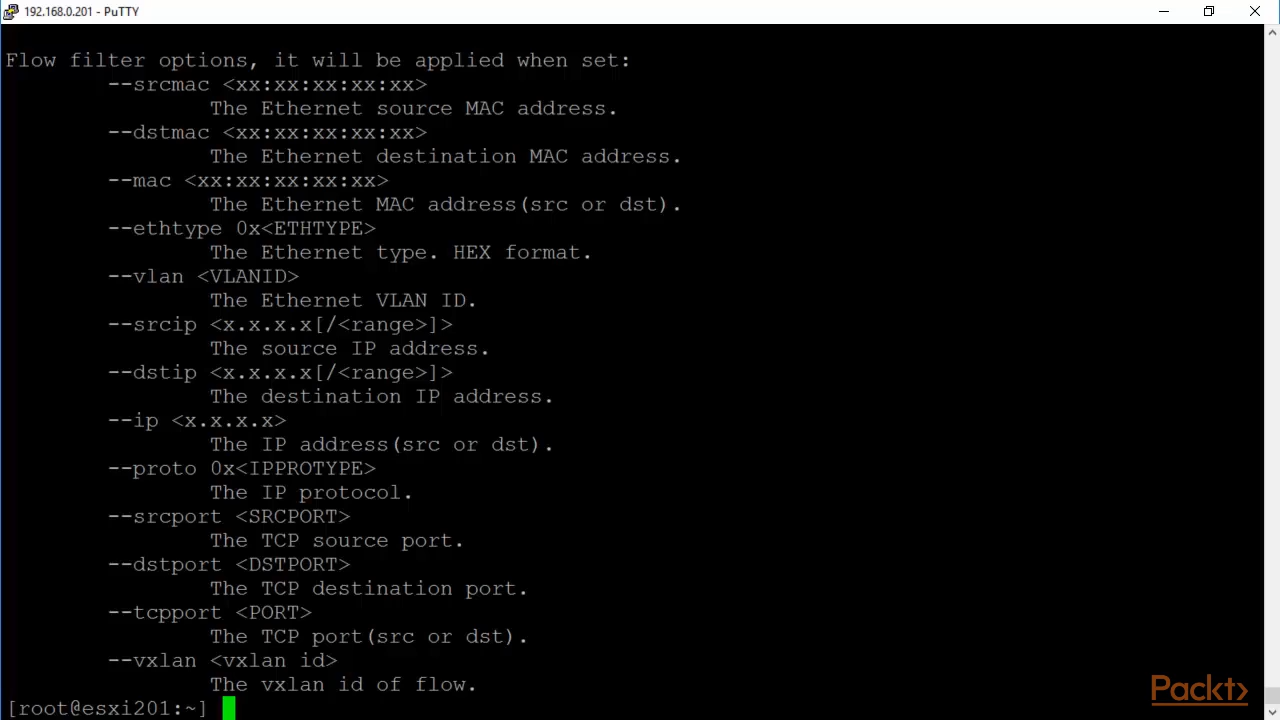 192.168.0.201 - PuTTY
Flow filter options, it will be applied when set:
--srcmac <xx:xx:xx:xx:xx>
The Ethernet source MAC address.
--dstmac <xx:xx:xx:xx:xx>
The Ethernet destination MAC address.
--mac <xx:xx:xx:xx:xx>
The Ethernet MAC address(src or dst).
--ethtype 0x<ETHTYPE>
The Ethernet type. HEX format.
--vlan <VLANID>
The Ethernet VLAN ID.
--srcip <x.x.x.x[/<range>]>
The source IP address.
--dstip <x.x.x.x[/<range>]>
The destination IP address.
--ip <x.x.x.x>
The IP address(src or dst).
--proto 0x<IPPROTYPE>
The IP protocol.
--srcport <SRCPORT>
The TCP source port.
--dstport <DSTPORT>
The TCP destination port.
--tcpport <PORT>
The TCP port(src or dst).
--vxlan <vxlan id>
The vxlan id of flow.
[root@esxi201:~]
Packt>